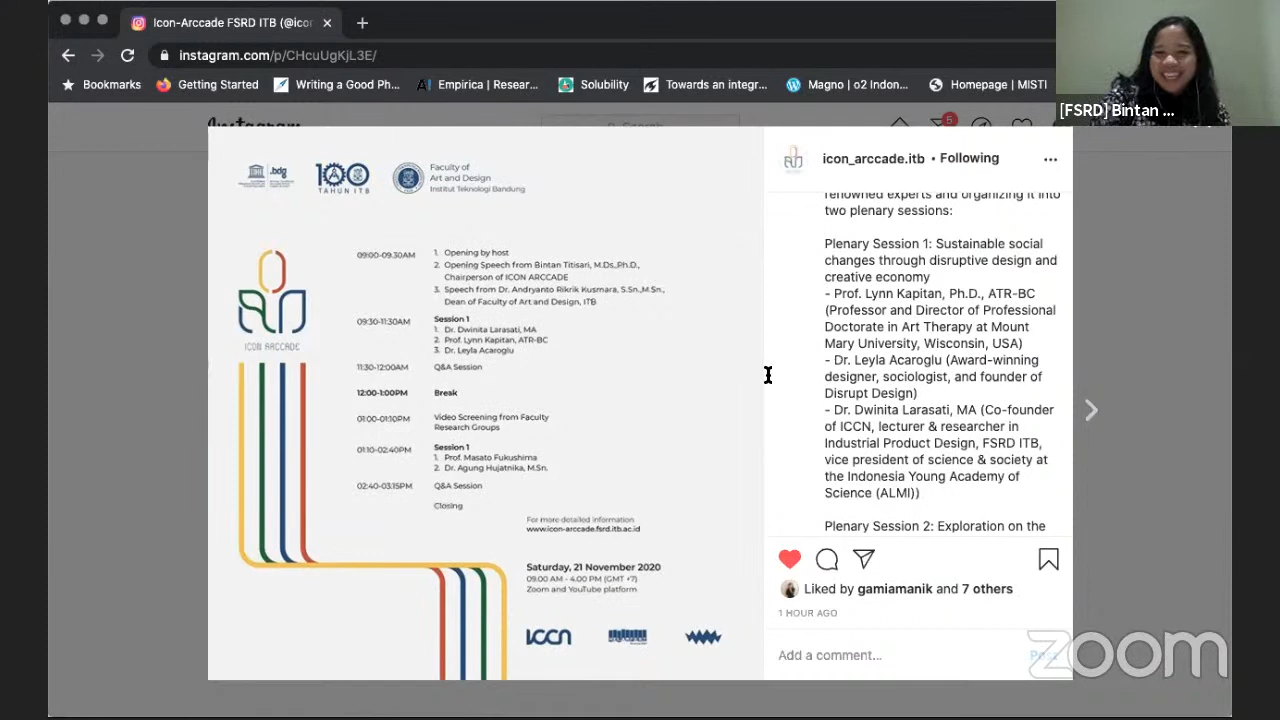 Icon-Arccade FSRD ITB (@icor
instagram.com/p/CHcuUgKjL3E/
Bookmarks
Getting Started
Writing a Good Ph...
Empirica | Resear...
Solubility
Towards an integr...
Magno | o2 Indon...
Homepage | MISTI
[FSRD] Bintan ...
Instagram
Search
5
.bdg
100
TAHUN ITB
Faculty of
Art and Design
Institut Teknologi Bandung
ICON ARCCADE
09:00-09.30AM
1. Opening by host
2. Opening Speech from Bintan Titisari, M.Ds.,Ph.D.,
Chairperson of ICON ARCCADE
3. Speech from Dr. Andryanto Rikrik Kusmara, S.Sn.,M.Sn.,
Dean of Faculty of Art and Design, ITB
09:30-11:30AM
Session 1
1. Dr. Dwinita Larasati, MA
2. Prof. Lynn Kapitan, ATR-BC
3. Dr. Leyla Acaroglu
11:30-12:00AM
Q&A Session
12:00-1:00PM
Break
01:00-01:10PM
Video Screening from Faculty
Research Groups
01:10-02:40PM
Session 1
1. Prof. Masato Fukushima
2. Dr. Agung Hujatnika, M.Sn.
02:40-03:15PM
Q&A Session
Closing
For more detailed information
www.icon-arccade.fsrd.itb.ac.id
Saturday, 21 November 2020
09.00 AM - 4.00 PM (GMT +7)
Zoom and YouTube platform
ICCN
icon_arccade.itb • Following
renowned experts and organizing it into
two plenary sessions:
Plenary Session 1: Sustainable social
changes through disruptive design and
creative economy
- Prof. Lynn Kapitan, Ph.D., ATR-BC
(Professor and Director of Professional
Doctorate in Art Therapy at Mount
Mary University, Wisconsin, USA)
- Dr. Leyla Acaroglu (Award-winning
designer, sociologist, and founder of
Disrupt Design)
- Dr. Dwinita Larasati, MA (Co-founder
of ICCN, lecturer & researcher in
Industrial Product Design, FSRD ITB,
vice president of science & society at
the Indonesia Young Academy of
Science (ALMI))
Plenary Session 2: Exploration on the
Liked by gamiamanik and 7 others
1 HOUR AGO
Add a comment...
Post
zoom